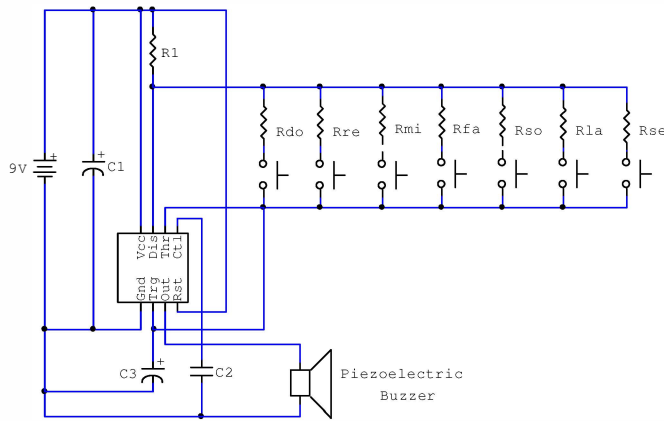 R1
Rdo Rre Rmi Rfa Rso Rla Rse
9V + + C1
Vcc Dis Thr Ctl
Gnd Trg Out Rst
C3 + C2
Piezoelectric
Buzzer